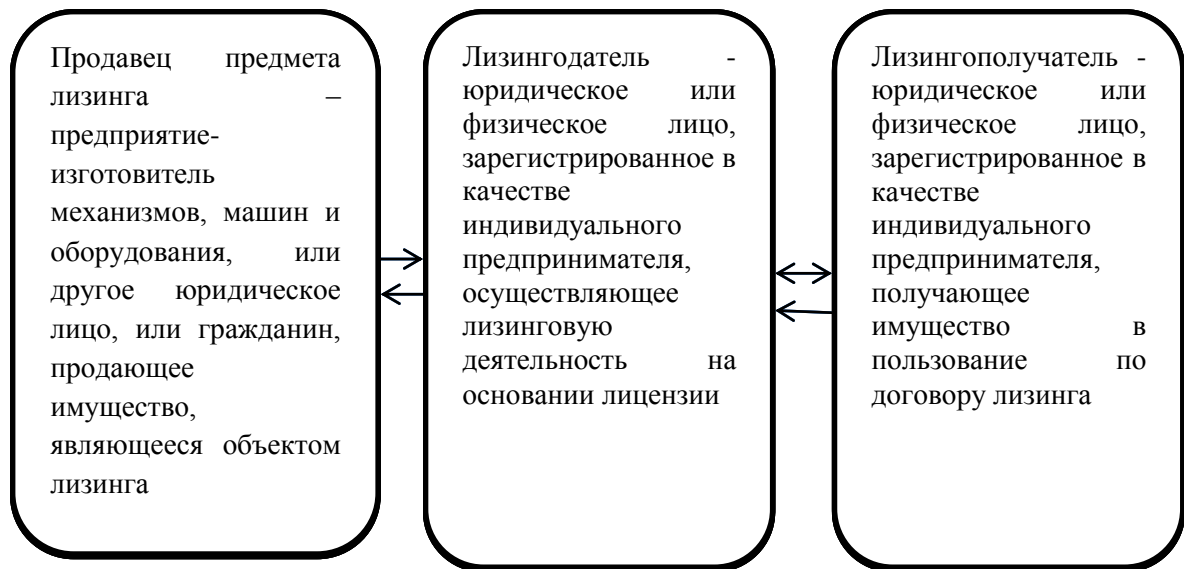 Продавец предмета
лизинга –
предприятие-
изготовитель
механизмов, машин и
оборудования, или
другое юридическое
лицо, или гражданин,
продающее
имущество,
являющееся объектом
лизинга
Лизингодатель -
юридическое или
физическое лицо,
зарегистрированное в
качестве
индивидуального
предпринимателя,
осуществляющее
лизинговую
деятельность на
основании лицензии
Лизингополучатель -
юридическое или
физическое лицо,
зарегистрированное в
качестве
индивидуального
предпринимателя,
получающее
имущество в
пользование по
договору лизинга